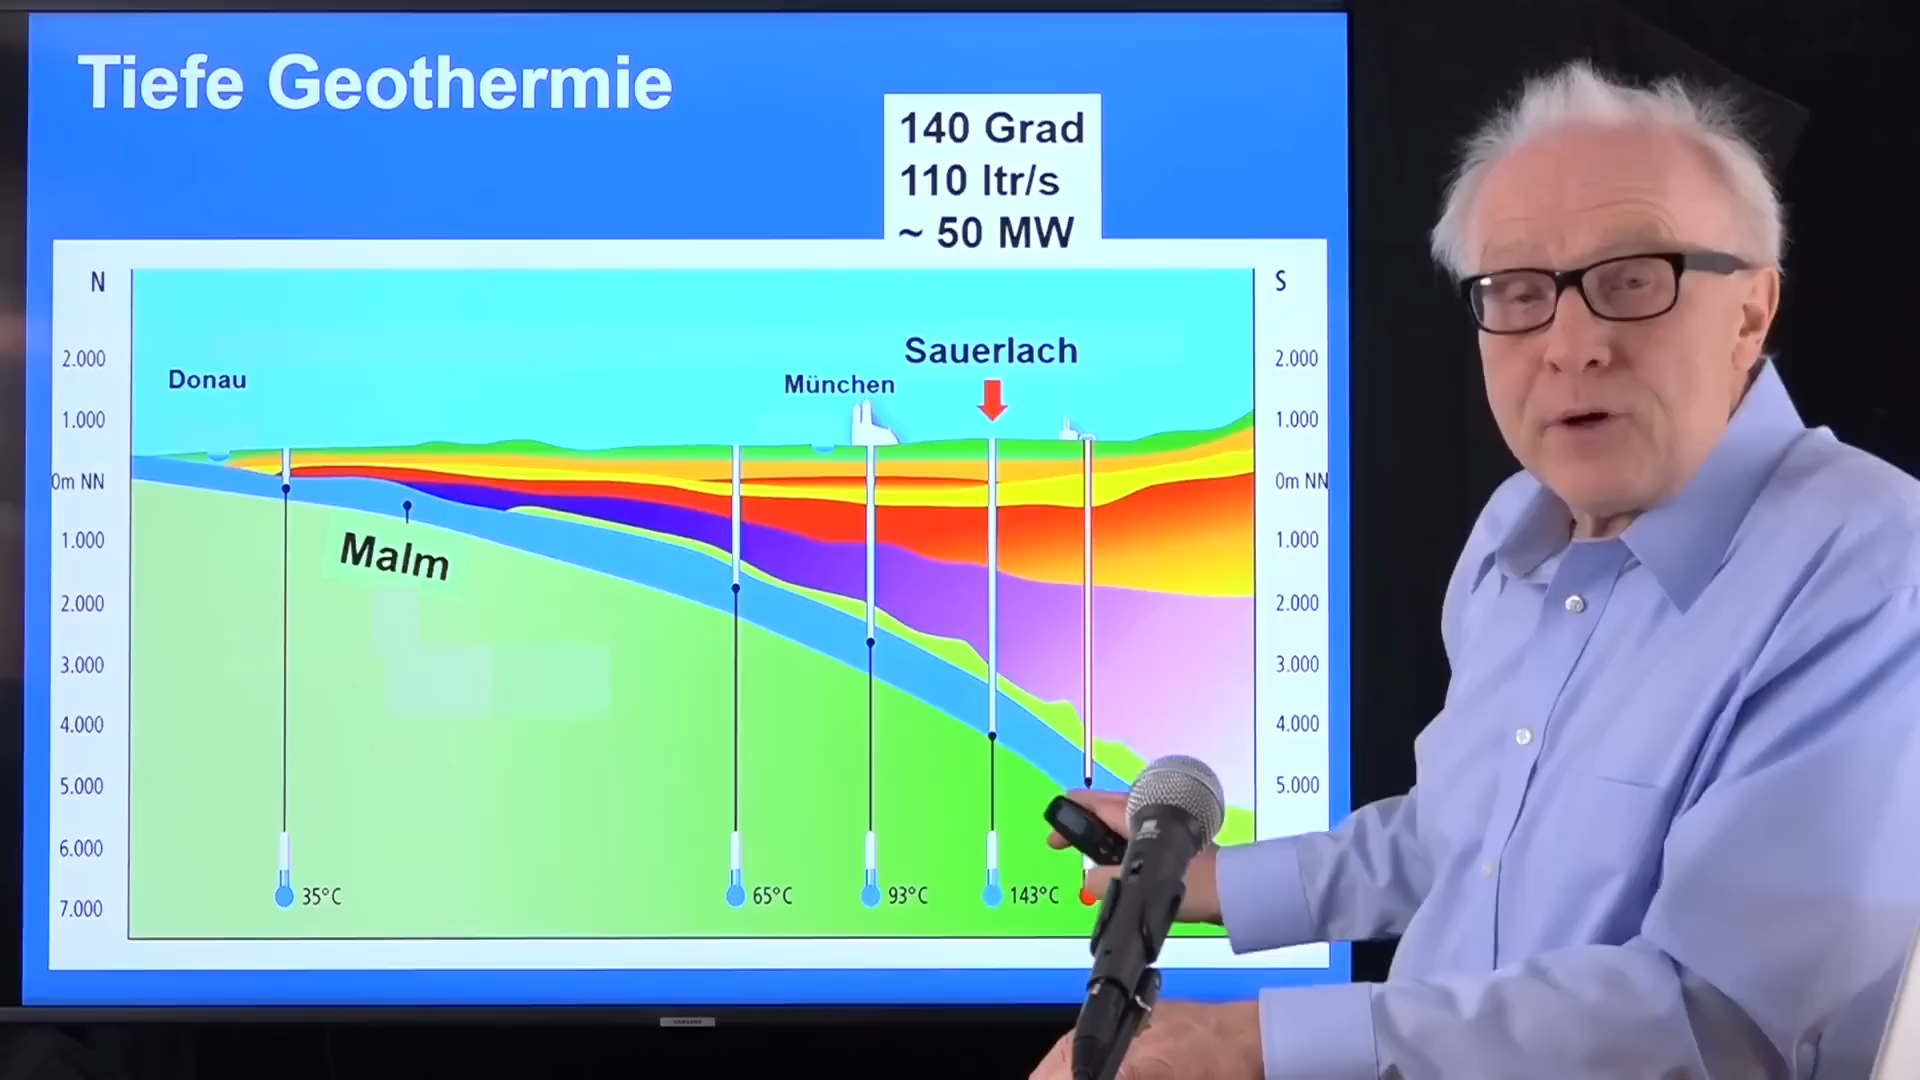 Tiefe Geothermie
140 Grad
110 ltr/s
~ 50 MW
N
S
2.000
2.000
Donau
München
Sauerlach
1.000
1.000
0m NN
0m NN
Malm
1.000
1.000
2.000
2.000
3.000
3.000
4.000
4.000
5.000
5.000
6.000
7.000
35°C
65°C
93°C
143°C
SAMSUNG